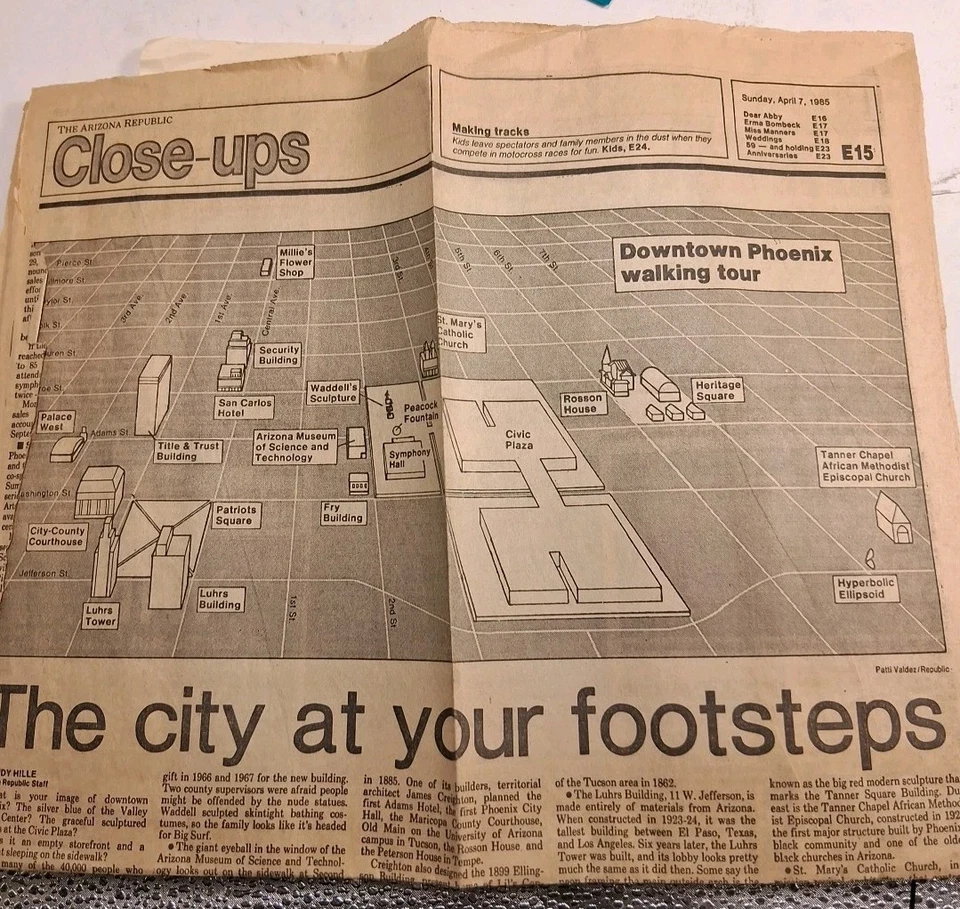 THE ARIZONA REPUBLIC
Close-ups
Making tracks
Kids leave spectators and family members in the dust when they
compete in motocross races for fun. Kids, E24.
Sunday, April 7, 1985
Dear Abby E16
Erma Bombeck E17
Miss Manners E17
Weddings E18
59 — and holding E23
Anniversaries E23
E15
Downtown Phoenix
walking tour
Pierce St.
3rd Ave.
2nd Ave.
1st Ave.
Central Ave.
3rd St.
5th St.
6th St.
7th St.
Millie's
Flower
Shop
Security
Building
San Carlos
Hotel
St. Mary's
Catholic
Church
Waddell's
Sculpture
Peacock
Fountain
Symphony
Hall
Civic
Plaza
Rosson
House
Heritage
Square
Palace
West
Adams St.
Title & Trust
Building
Arizona Museum
of Science and
Technology
Fry
Building
Tanner Chapel
African Methodist
Episcopal Church
ashington St.
City-County
Courthouse
Patriots
Square
Jefferson St.
Luhrs
Tower
Luhrs
Building
1st St.
2nd St.
Hyperbolic
Ellipsoid
Patti Valdez/Republic
The city at your footsteps
DY HILLE
Republic Staff
at is your image of downtown
ix? The silver blue of the Valley
Center? The graceful sculptured
at the Civic Plaza?
s it an empty storefront and a
t sleeping on the sidewalk?
many of the 40,000 people who
gift in 1966 and 1967 for the new building.
Two county supervisors were afraid people
might be offended by the nude statues.
Waddell sculpted skintight bathing cos-
tumes, so the family looks like it's headed
for Big Surf.
● The giant eyeball in the window of the
Arizona Museum of Science and Technol-
ogy looks out on the sidewalk at Second
in 1885. One of its builders, territorial
architect James Creighton, planned the
first Adams Hotel, the first Phoenix City
Hall, the Maricopa County Courthouse,
Old Main on the University of Arizona
campus in Tucson, the Rosson House and
the Peterson House in Tempe.
Creighton also designed the 1899 Elling-
of the Tucson area in 1862.
● The Luhrs Building, 11 W. Jefferson, is
made entirely of materials from Arizona.
When constructed in 1923-24, it was the
tallest building between El Paso, Texas,
and Los Angeles. Six years later, the Luhrs
Tower was built, and its lobby looks pretty
much the same as it did then. Some say the
known as the big red modern sculpture tha
marks the Tanner Square Building. Du
east is the Tanner Chapel African Method
ist Episcopal Church, constructed in 192
the first major structure built by Phoenix
black community and one of the olde
black churches in Arizona.
● St. Mary's Catholic Church, in